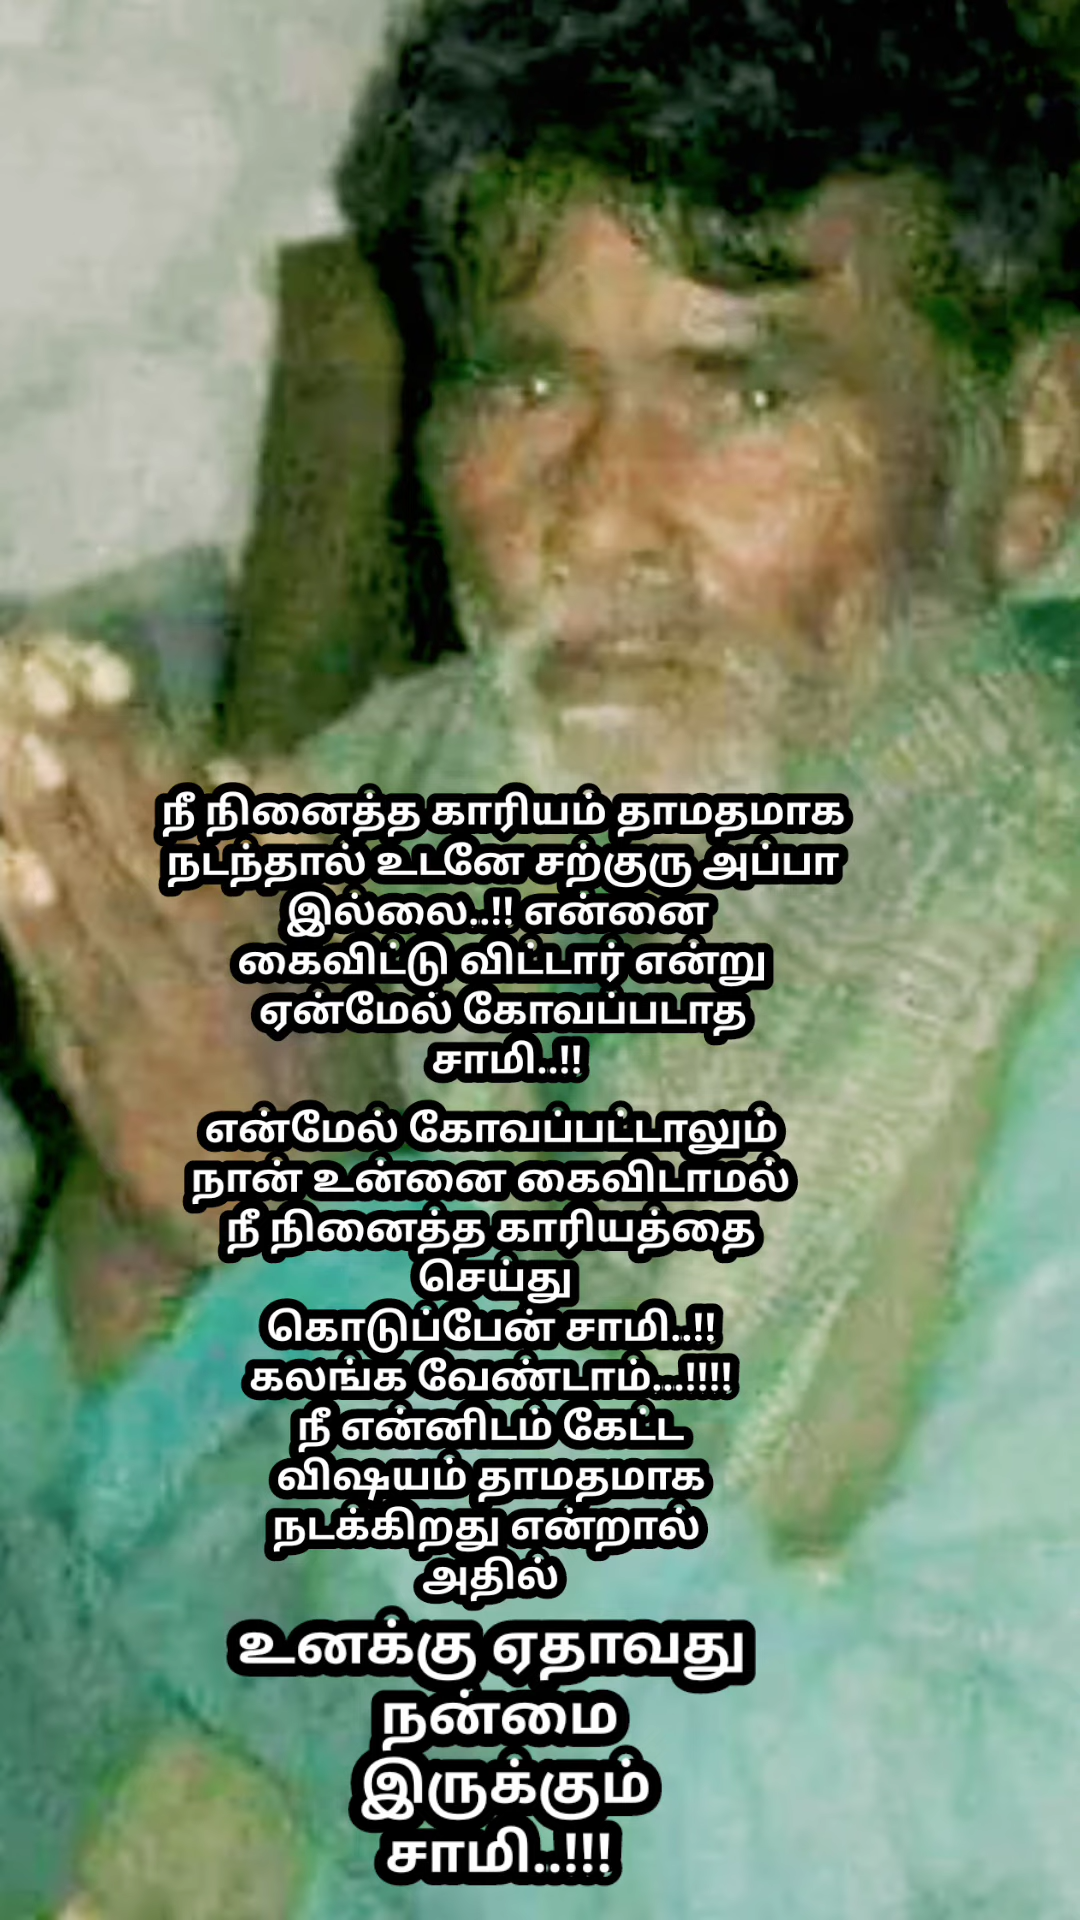 நீ நினைத்த காரியம் தாமதமாக
நடந்தால் உடனே சற்குரு அப்பா
இல்லை..!! என்னை
கைவிட்டு விட்டார் என்று
ஏன்மேல் கோவப்படாத
சாமி..!!
என்மேல் கோவப்பட்டாலும்
நான் உன்னை கைவிடாமல்
நீ நினைத்த காரியத்தை
செய்து
கொடுப்பேன் சாமி..!!
கலங்க வேண்டாம்...!!!!
நீ என்னிடம் கேட்ட
விஷயம் தாமதமாக
நடக்கிறது என்றால்
அதில்
உனக்கு ஏதாவது
நன்மை
இருக்கும்
சாமி..!!!